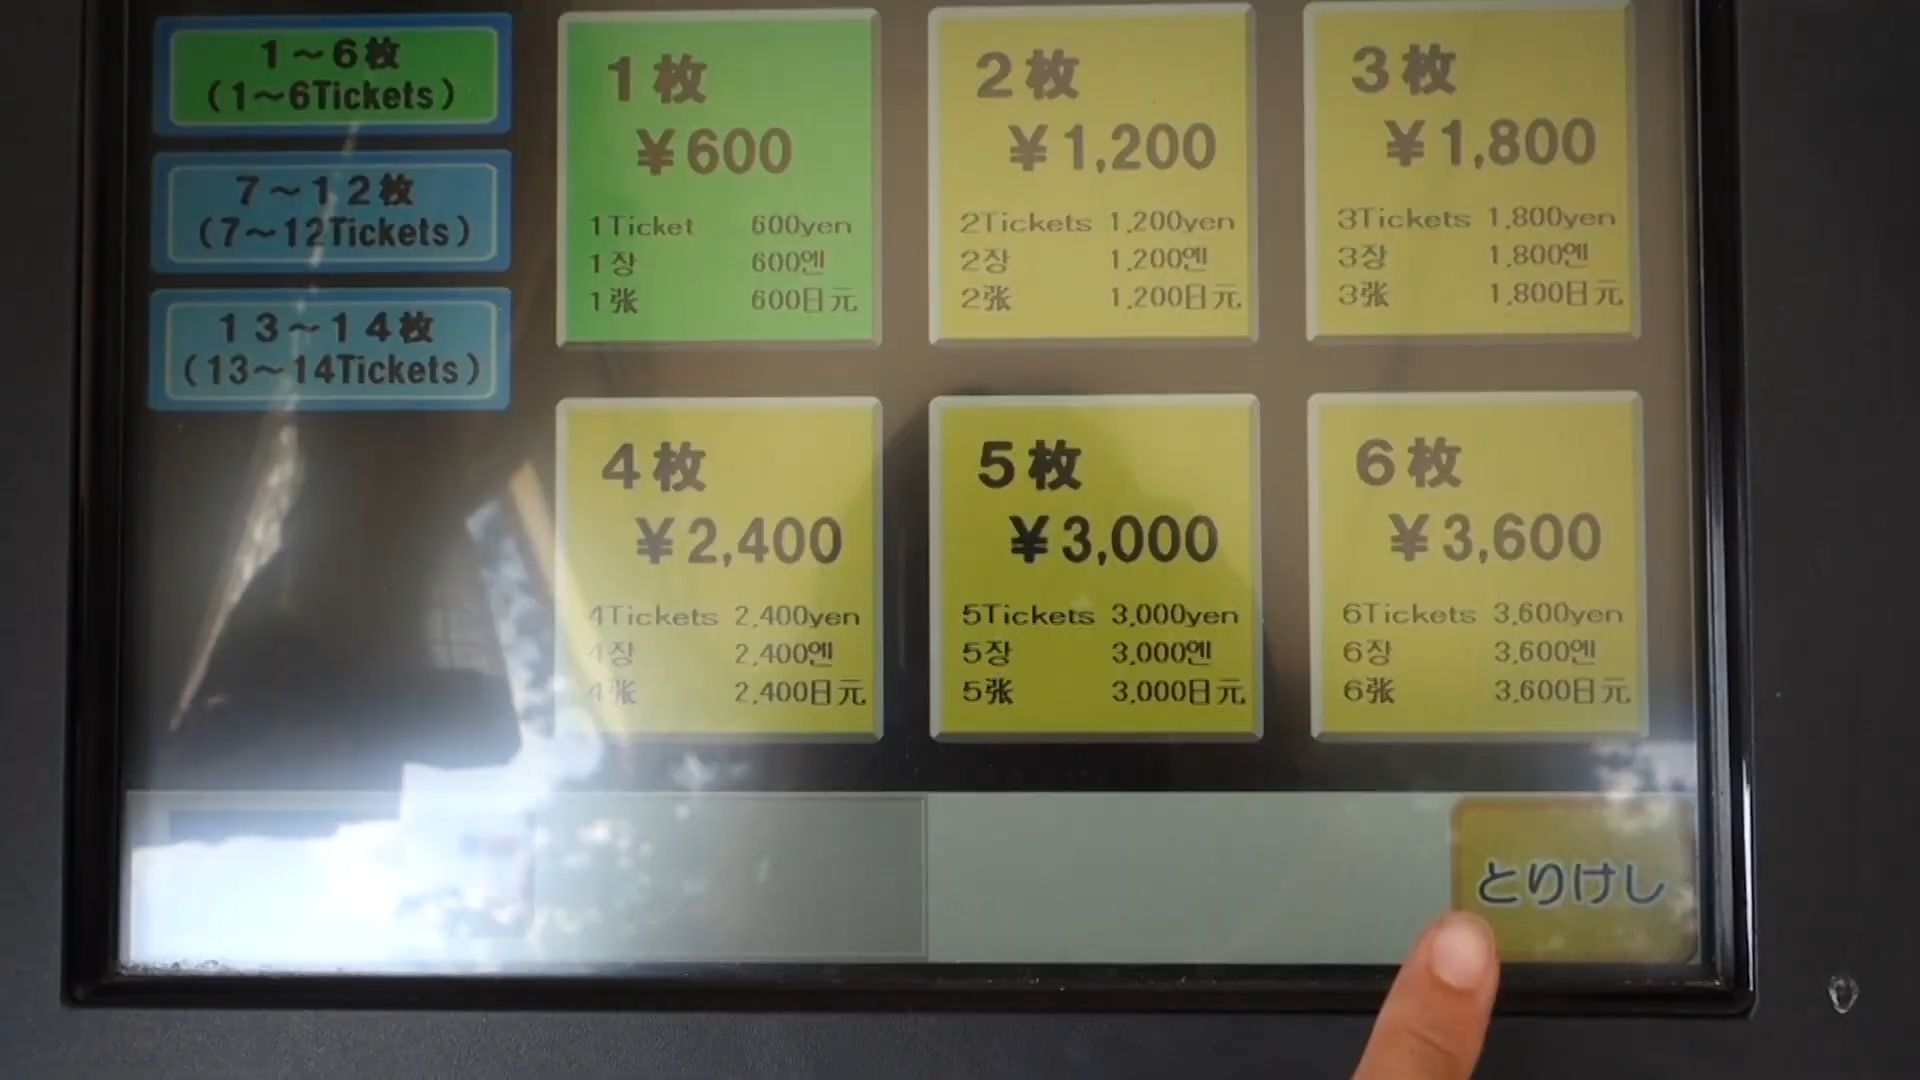 １～６枚
(1～6Tickets)
７～１２枚
(7～12Tickets)
１３～１４枚
(13～14Tickets)
１枚
￥600
1Ticket 600yen
1장 600엔
1张 600日元
２枚
￥1,200
2Tickets 1,200yen
2장 1,200엔
2张 1,200日元
３枚
￥1,800
3Tickets 1,800yen
3장 1,800엔
3张 1,800日元
４枚
￥2,400
4Tickets 2,400yen
4장 2,400엔
4张 2,400日元
５枚
￥3,000
5Tickets 3,000yen
5장 3,000엔
5张 3,000日元
６枚
￥3,600
6Tickets 3,600yen
6장 3,600엔
6张 3,600日元
とりけし